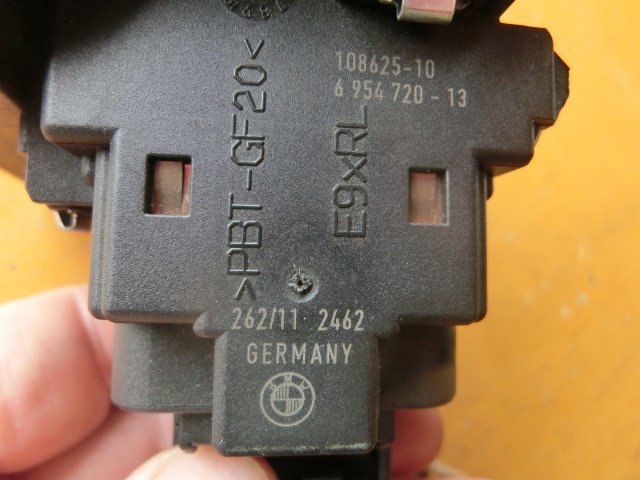 108625-10
6 954 720 - 13
>PBT-GF20<
E9xRL
262/11 2462
GERMANY